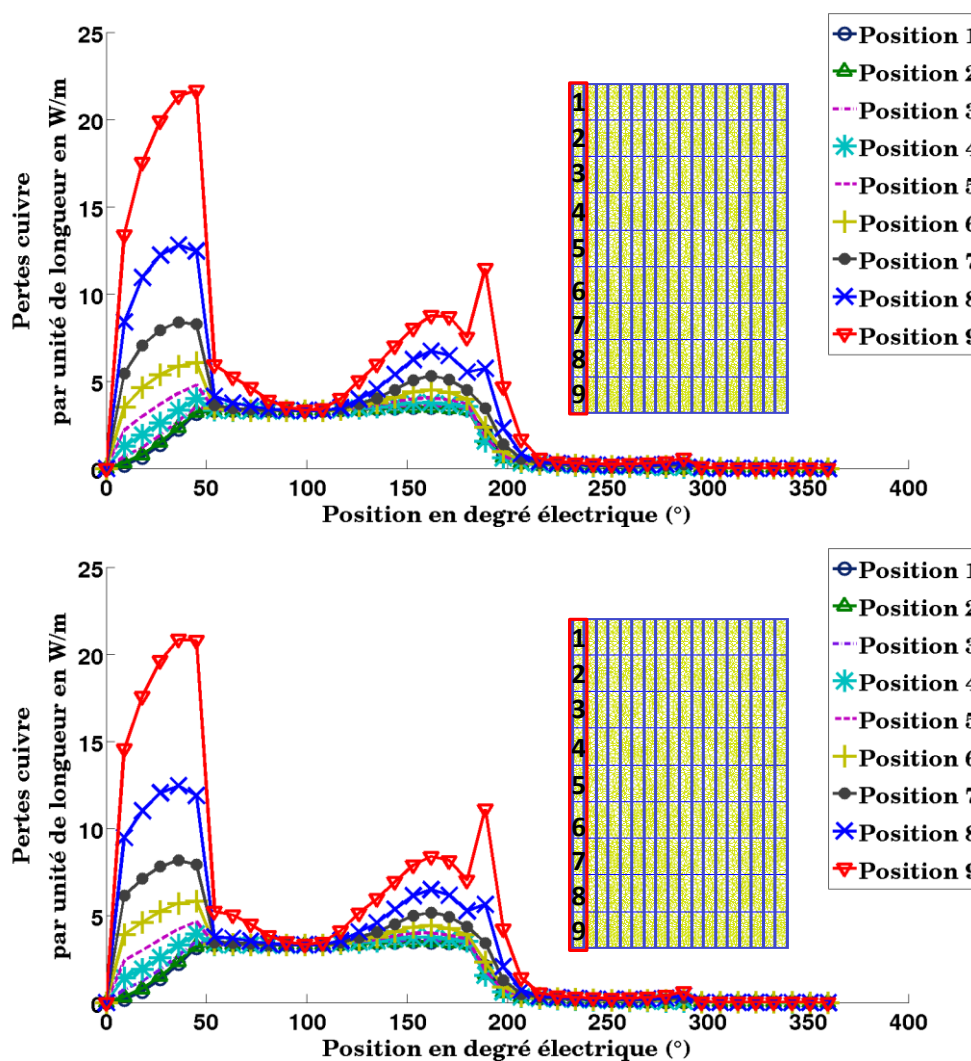 25
20
15
10
5
0
Pertes cuivre
par unité de longueur en W/m
0 50 100 150 200 250 300 350 400
Position en degré électrique (°)
1
2
3
4
5
6
7
8
9
Position 1
Position 2
Position 3
Position 4
Position 5
Position 6
Position 7
Position 8
Position 9
25
20
15
10
5
0
Pertes cuivre
par unité de longueur en W/m
0 50 100 150 200 250 300 350 400
Position en degré électrique (°)
1
2
3
4
5
6
7
8
9
Position 1
Position 2
Position 3
Position 4
Position 5
Position 6
Position 7
Position 8
Position 9